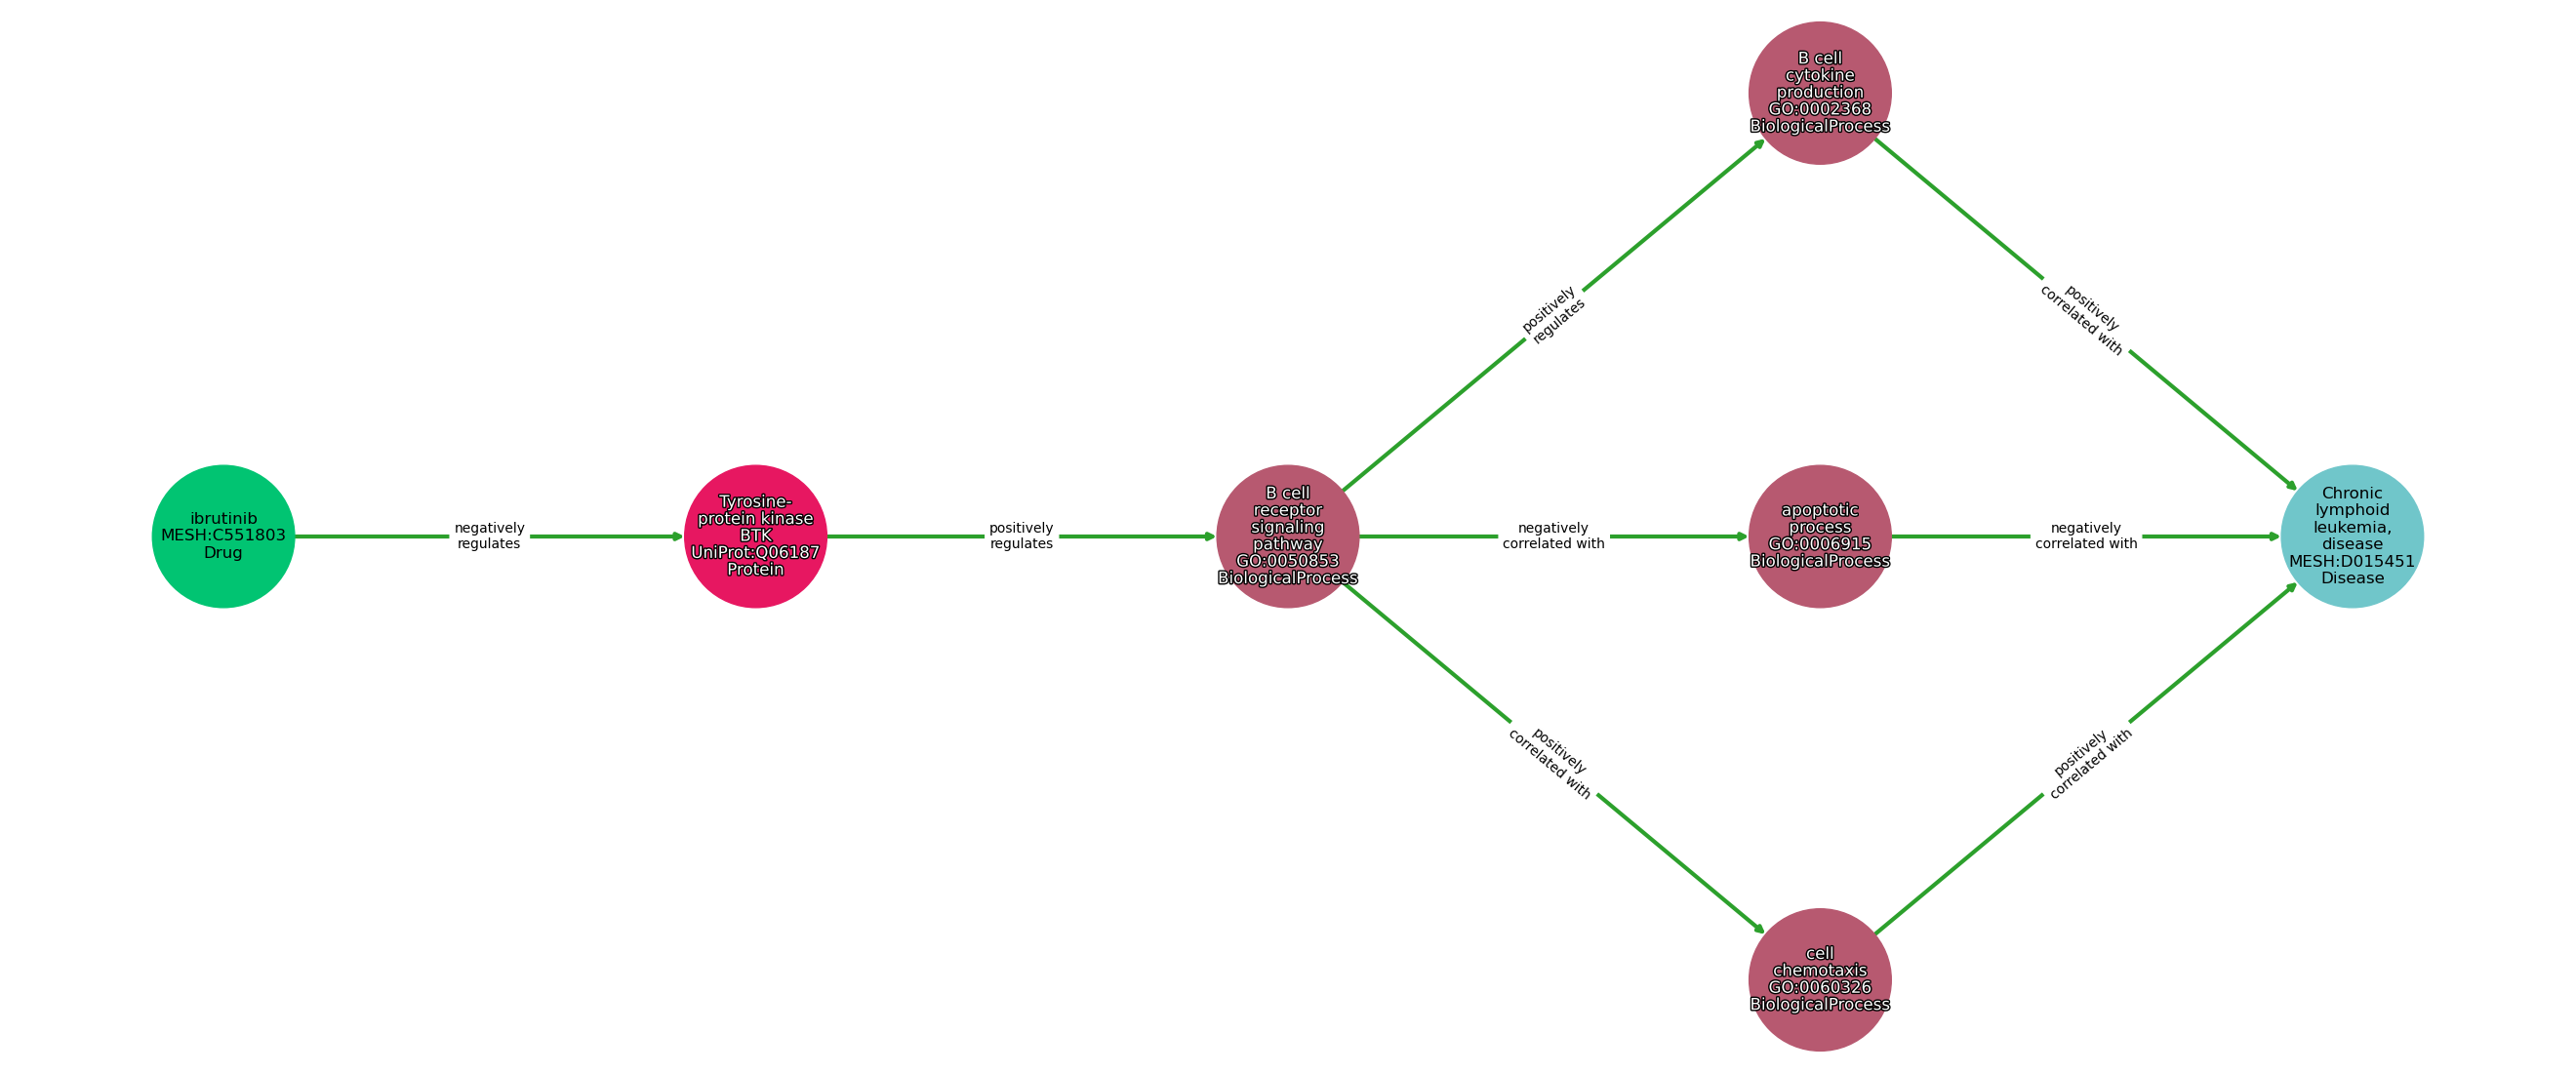 B cell
cytokine
production
GO:0002368
BiologicalProcess
positively
regulates
positively
correlated with
ibrutinib
MESH:C551803
Drug
negatively
regulates
Tyrosine-
protein kinase
BTK
UniProt:Q06187
Protein
positively
regulates
B cell
receptor
signaling
pathway
GO:0050853
BiologicalProcess
negatively
correlated with
apoptotic
process
GO:0006915
BiologicalProcess
negatively
correlated with
Chronic
lymphoid
leukemia,
disease
MESH:D015451
Disease
positively
correlated with
positively
correlated with
cell
chemotaxis
GO:0060326
BiologicalProcess